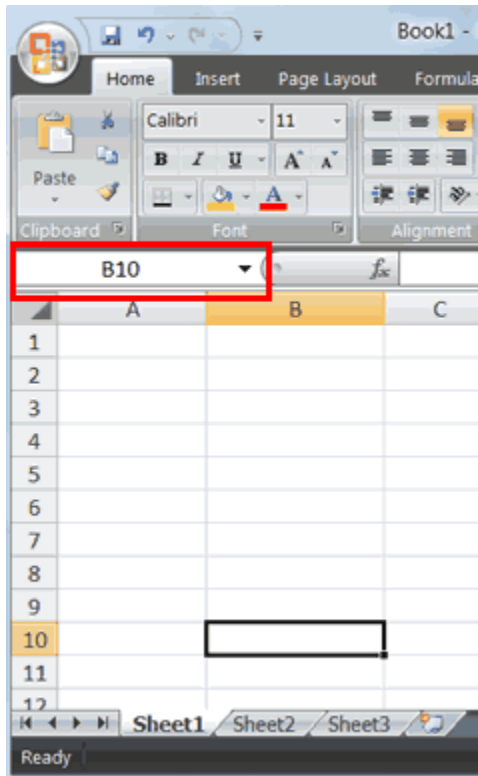 Book1 -
Home Insert Page Layout Formula
Calibri 11
B I U A A
Paste A
Clipboard Font Alignment
B10 fx
A B C
1
2
3
4
5
6
7
8
9
10
11
12
Sheet1 Sheet2 Sheet3
Ready